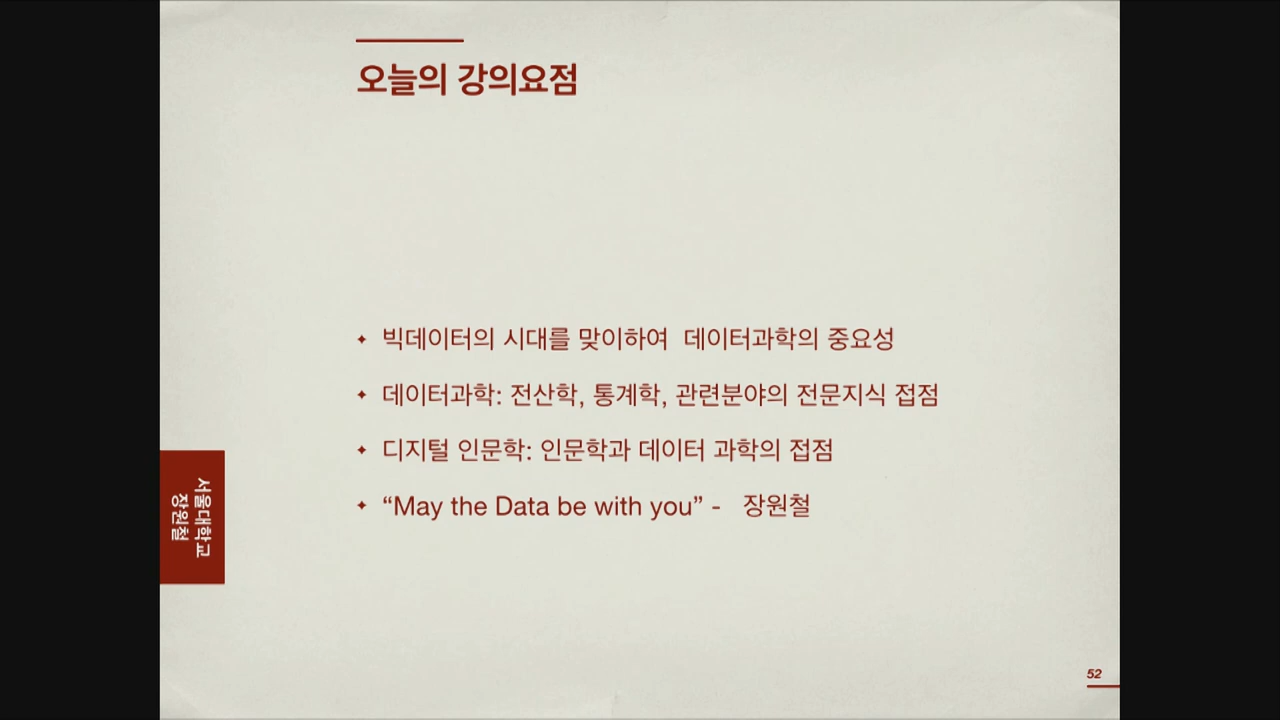 오늘의 강의요점
빅데이터의 시대를 맞이하여 데이터과학의 중요성
데이터과학: 전산학, 통계학, 관련분야의 전문지식 접점
디지털 인문학: 인문학과 데이터 과학의 접점
“May the Data be with you” - 장원철
서울대학교
장원철
52